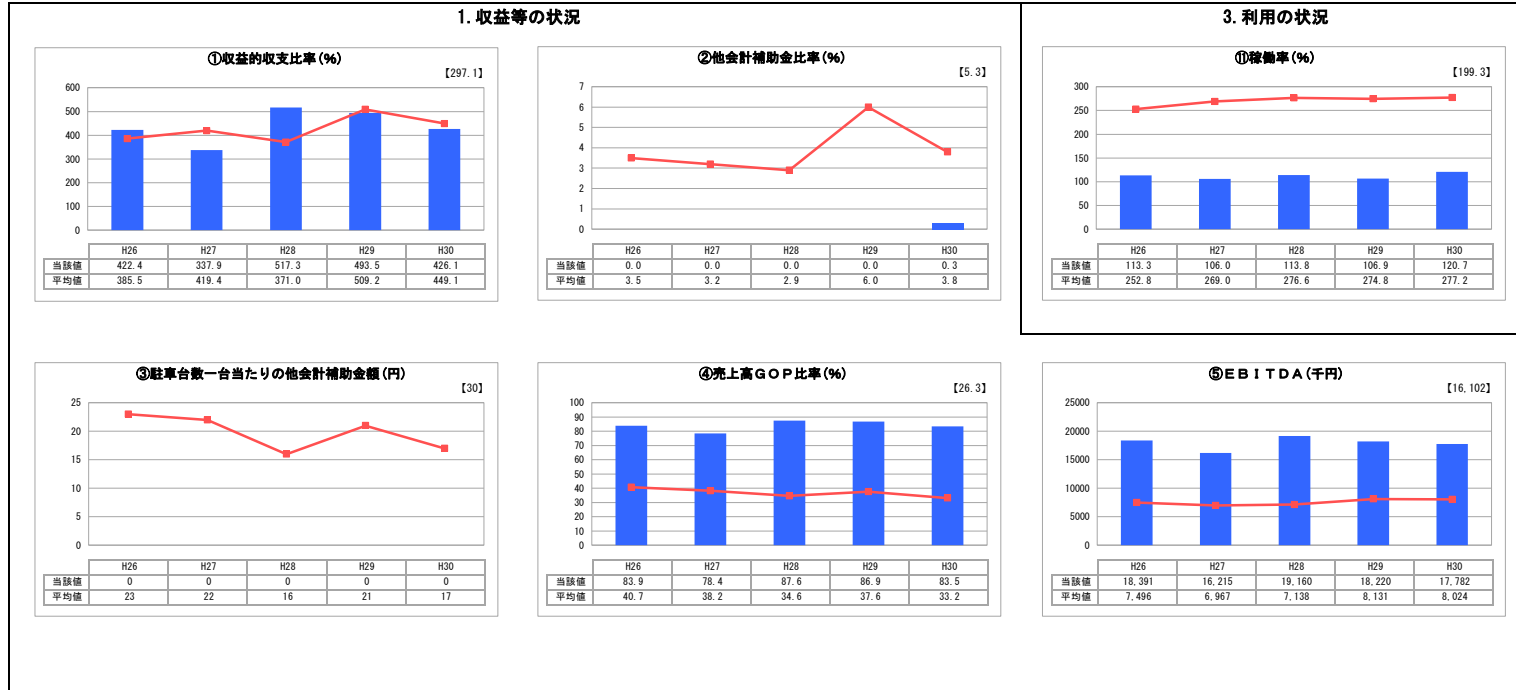 1. 収益等の状況
3. 利用の状況
①収益的収支比率(%)
【297.1】
600
500
400
300
200
100
0
H26 H27 H28 H29 H30
当該値 422.4 337.9 517.3 493.5 426.1
平均値 385.5 419.4 371.0 509.2 449.1
②他会計補助金比率(%)
【5.3】
7
6
5
4
3
2
1
0
H26 H27 H28 H29 H30
当該値 0.0 0.0 0.0 0.0 0.3
平均値 3.5 3.2 2.9 6.0 3.8
⑪稼働率(%)
【199.3】
300
250
200
150
100
50
0
H26 H27 H28 H29 H30
当該値 113.3 106.0 113.8 106.9 120.7
平均値 252.8 269.0 276.6 274.8 277.2
③駐車台数一台当たりの他会計補助金額(円)
【30】
25
20
15
10
5
0
H26 H27 H28 H29 H30
当該値 0 0 0 0 0
平均値 23 22 16 21 17
④売上高GOP比率(%)
【26.3】
100
90
80
70
60
50
40
30
20
10
0
H26 H27 H28 H29 H30
当該値 83.9 78.4 87.6 86.9 83.5
平均値 40.7 38.2 34.6 37.6 33.2
⑤EBITDA(千円)
【16,102】
25000
20000
15000
10000
5000
0
H26 H27 H28 H29 H30
当該値 18,391 16,215 19,160 18,220 17,782
平均値 7,496 6,967 7,138 8,131 8,024